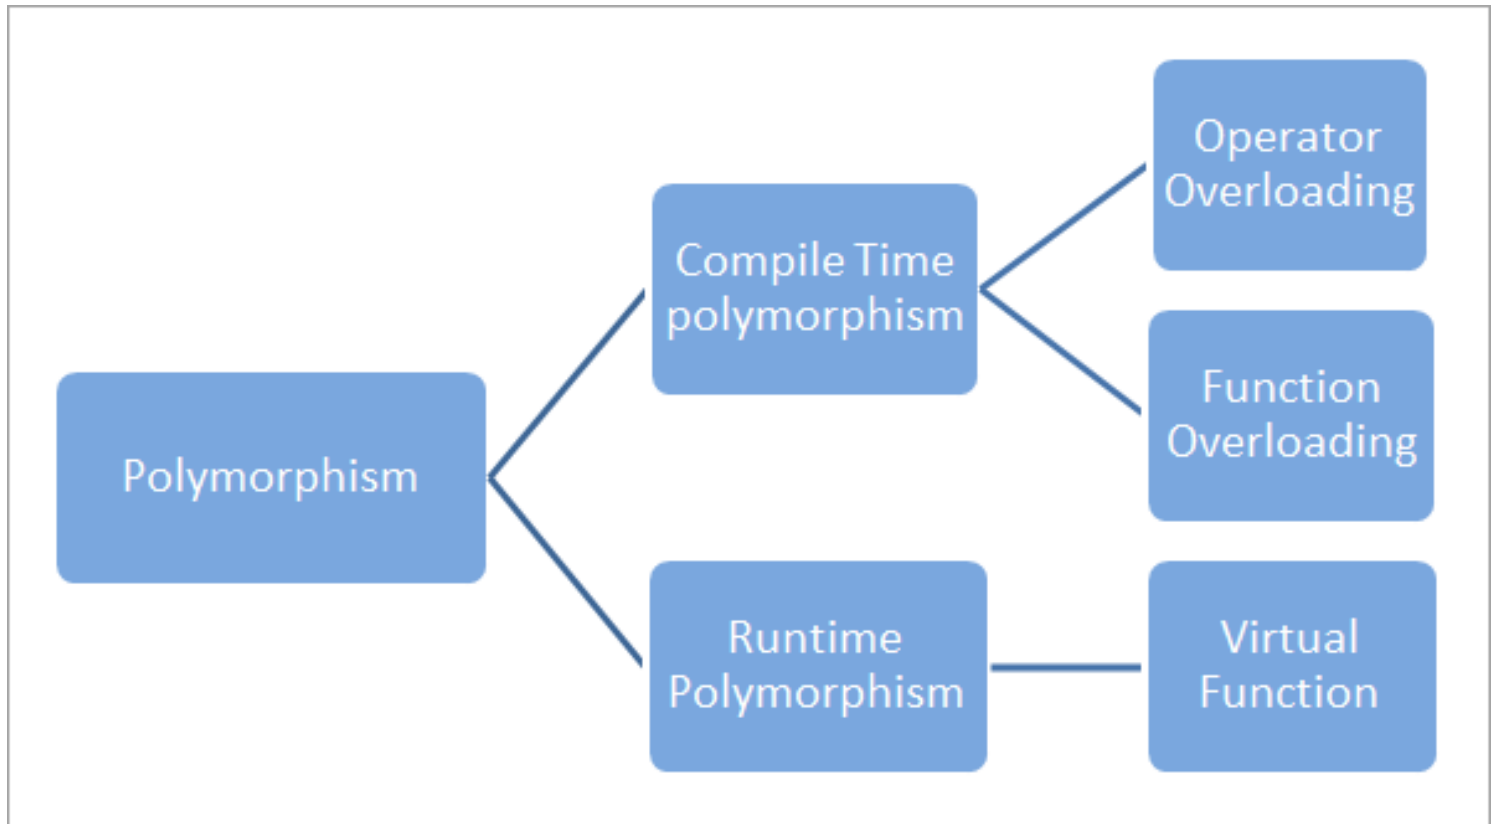 Polymorphism
Compile Time
polymorphism
Operator
Overloading
Function
Overloading
Runtime
Polymorphism
Virtual
Function